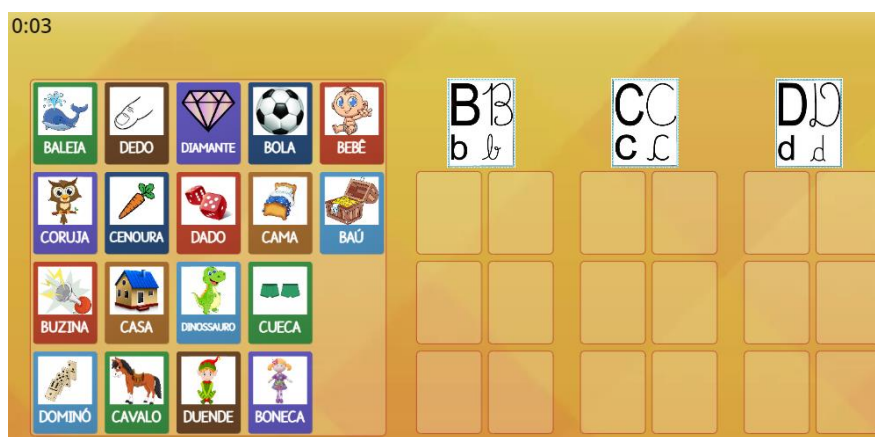 0:03
B B C C D D
b b c c d d
BALEIA DEDO DIAMANTE BOLA BEBÊ
CORUJA CENOURA DADO CAMA BAÚ
BUZINA CASA DINOSSAURO CUECA
DOMINÓ CAVALO DUENDE BONECA